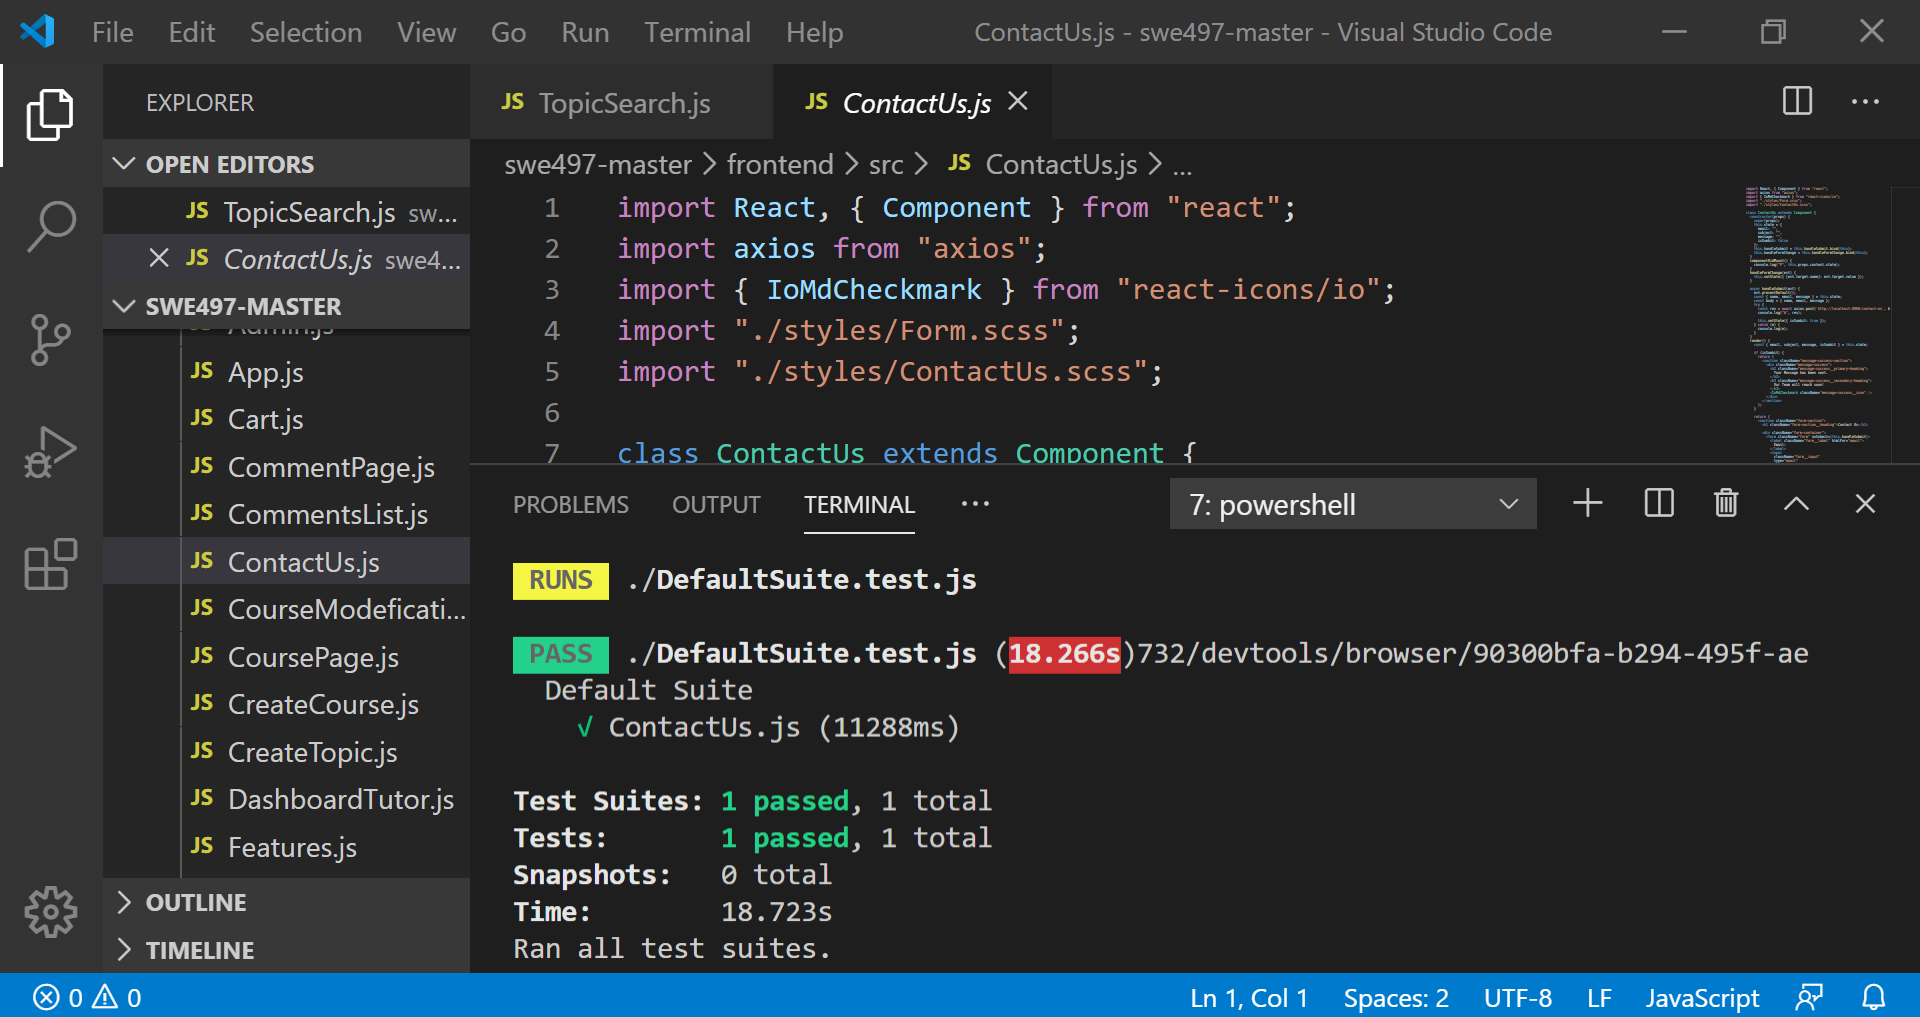 File Edit Selection View Go Run Terminal Help ContactUs.js - swe497-master - Visual Studio Code
EXPLORER
OPEN EDITORS
JS TopicSearch.js sw...
JS ContactUs.js swe4...
SWE497-MASTER
Admin.js
JS App.js
JS Cart.js
JS CommentPage.js
JS CommentsList.js
JS ContactUs.js
JS CourseModeficati...
JS CoursePage.js
JS CreateCourse.js
JS CreateTopic.js
JS DashboardTutor.js
JS Features.js
OUTLINE
TIMELINE
JS TopicSearch.js JS ContactUs.js
swe497-master > frontend > src > JS ContactUs.js > ...
1 import React, { Component } from "react";
2 import axios from "axios";
3 import { IoMdCheckmark } from "react-icons/io";
4 import "./styles/Form.scss";
5 import "./styles/ContactUs.scss";
6
7 class ContactUs extends Component {
PROBLEMS OUTPUT TERMINAL ... 7: powershell
RUNS ./DefaultSuite.test.js
PASS ./DefaultSuite.test.js (18.266s)732/devtools/browser/90300bfa-b294-495f-ae
Default Suite
√ ContactUs.js (11288ms)
Test Suites: 1 passed, 1 total
Tests: 1 passed, 1 total
Snapshots: 0 total
Time: 18.723s
Ran all test suites.
0 0 Ln 1, Col 1 Spaces: 2 UTF-8 LF JavaScript